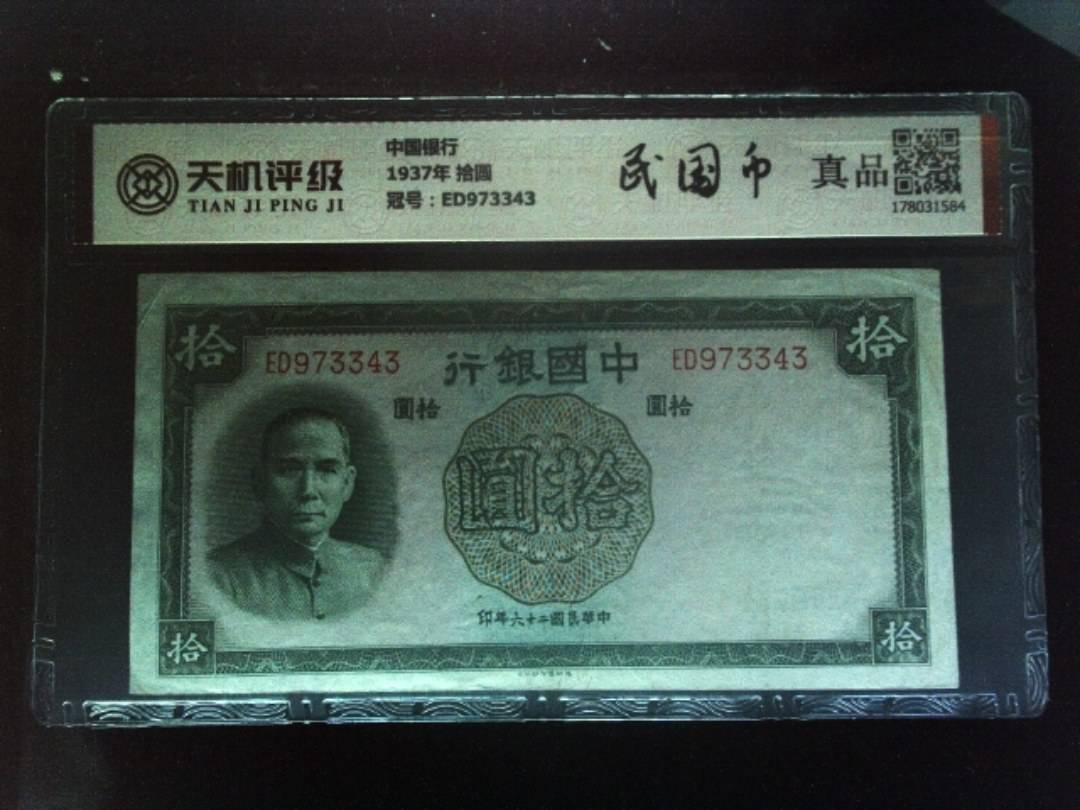 天机评级
TIAN JI PING JI
中国银行
1937年 拾圆
冠号：ED973343
民国币
真品
178031584
拾
ED973343
行銀國中
ED973343
拾
圓拾
圓拾
圓拾
印年六十二國民華中
拾
拾